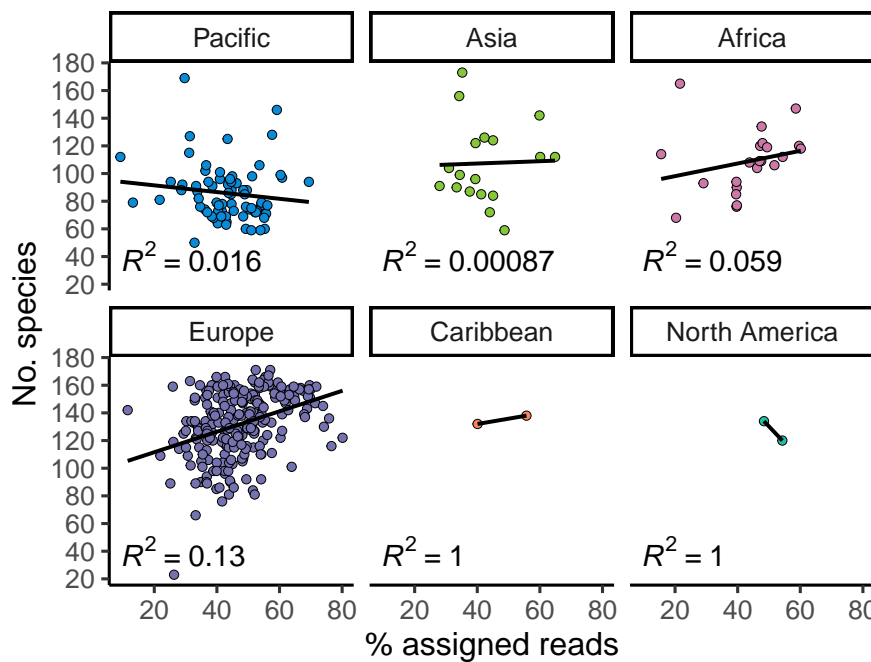 Pacific Asia Africa
180
160
140
120
100
80
60
40
20
R² = 0.016 R² = 0.00087 R² = 0.059
No. species
Europe Caribbean North America
180
160
140
120
100
80
60
40
20
R² = 0.13 R² = 1 R² = 1
20 40 60 80 20 40 60 80 20 40 60 80
% assigned reads